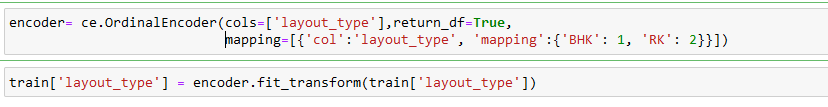 encoder= ce.OrdinalEncoder(cols=['layout_type'],return_df=True,
mapping=[{'col':'layout_type', 'mapping':{'BHK': 1, 'RK': 2}}])
train['layout_type'] = encoder.fit_transform(train['layout_type'])